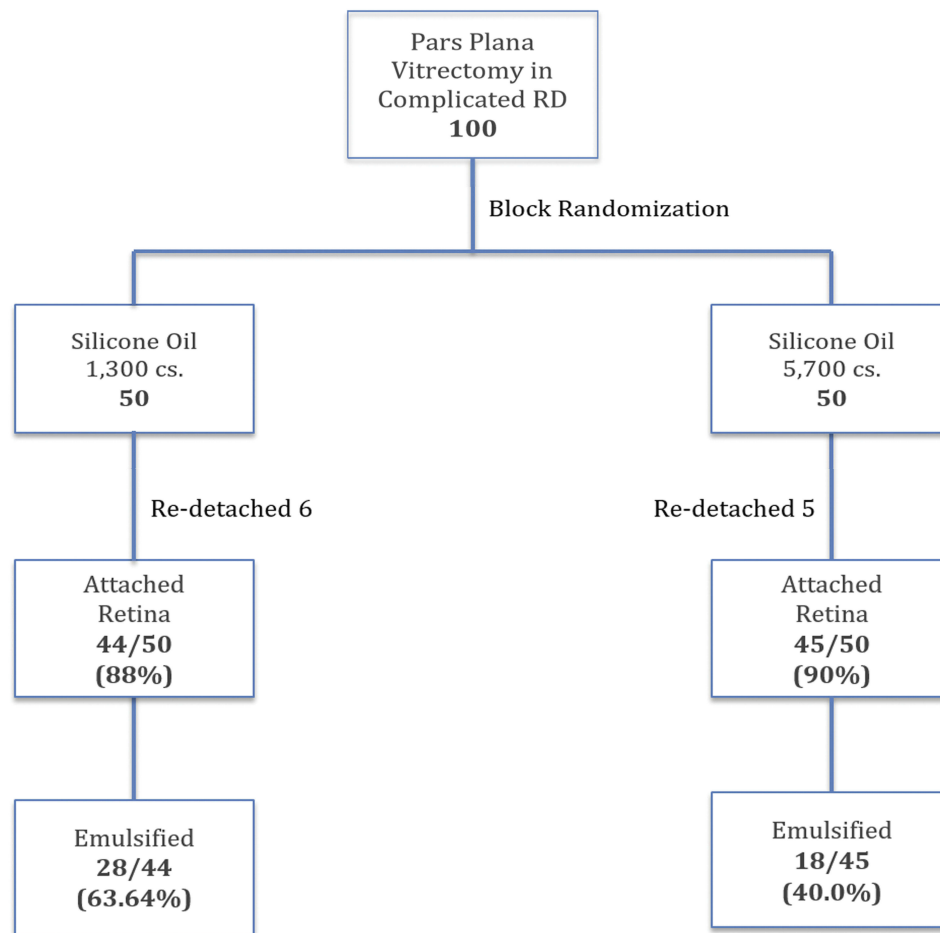 Pars Plana
Vitrectomy in
Complicated RD
100
Block Randomization
Silicone Oil
1,300 cs.
50
Silicone Oil
5,700 cs.
50
Re-detached 6
Re-detached 5
Attached
Retina
44/50
(88%)
Attached
Retina
45/50
(90%)
Emulsified
28/44
(63.64%)
Emulsified
18/45
(40.0%)